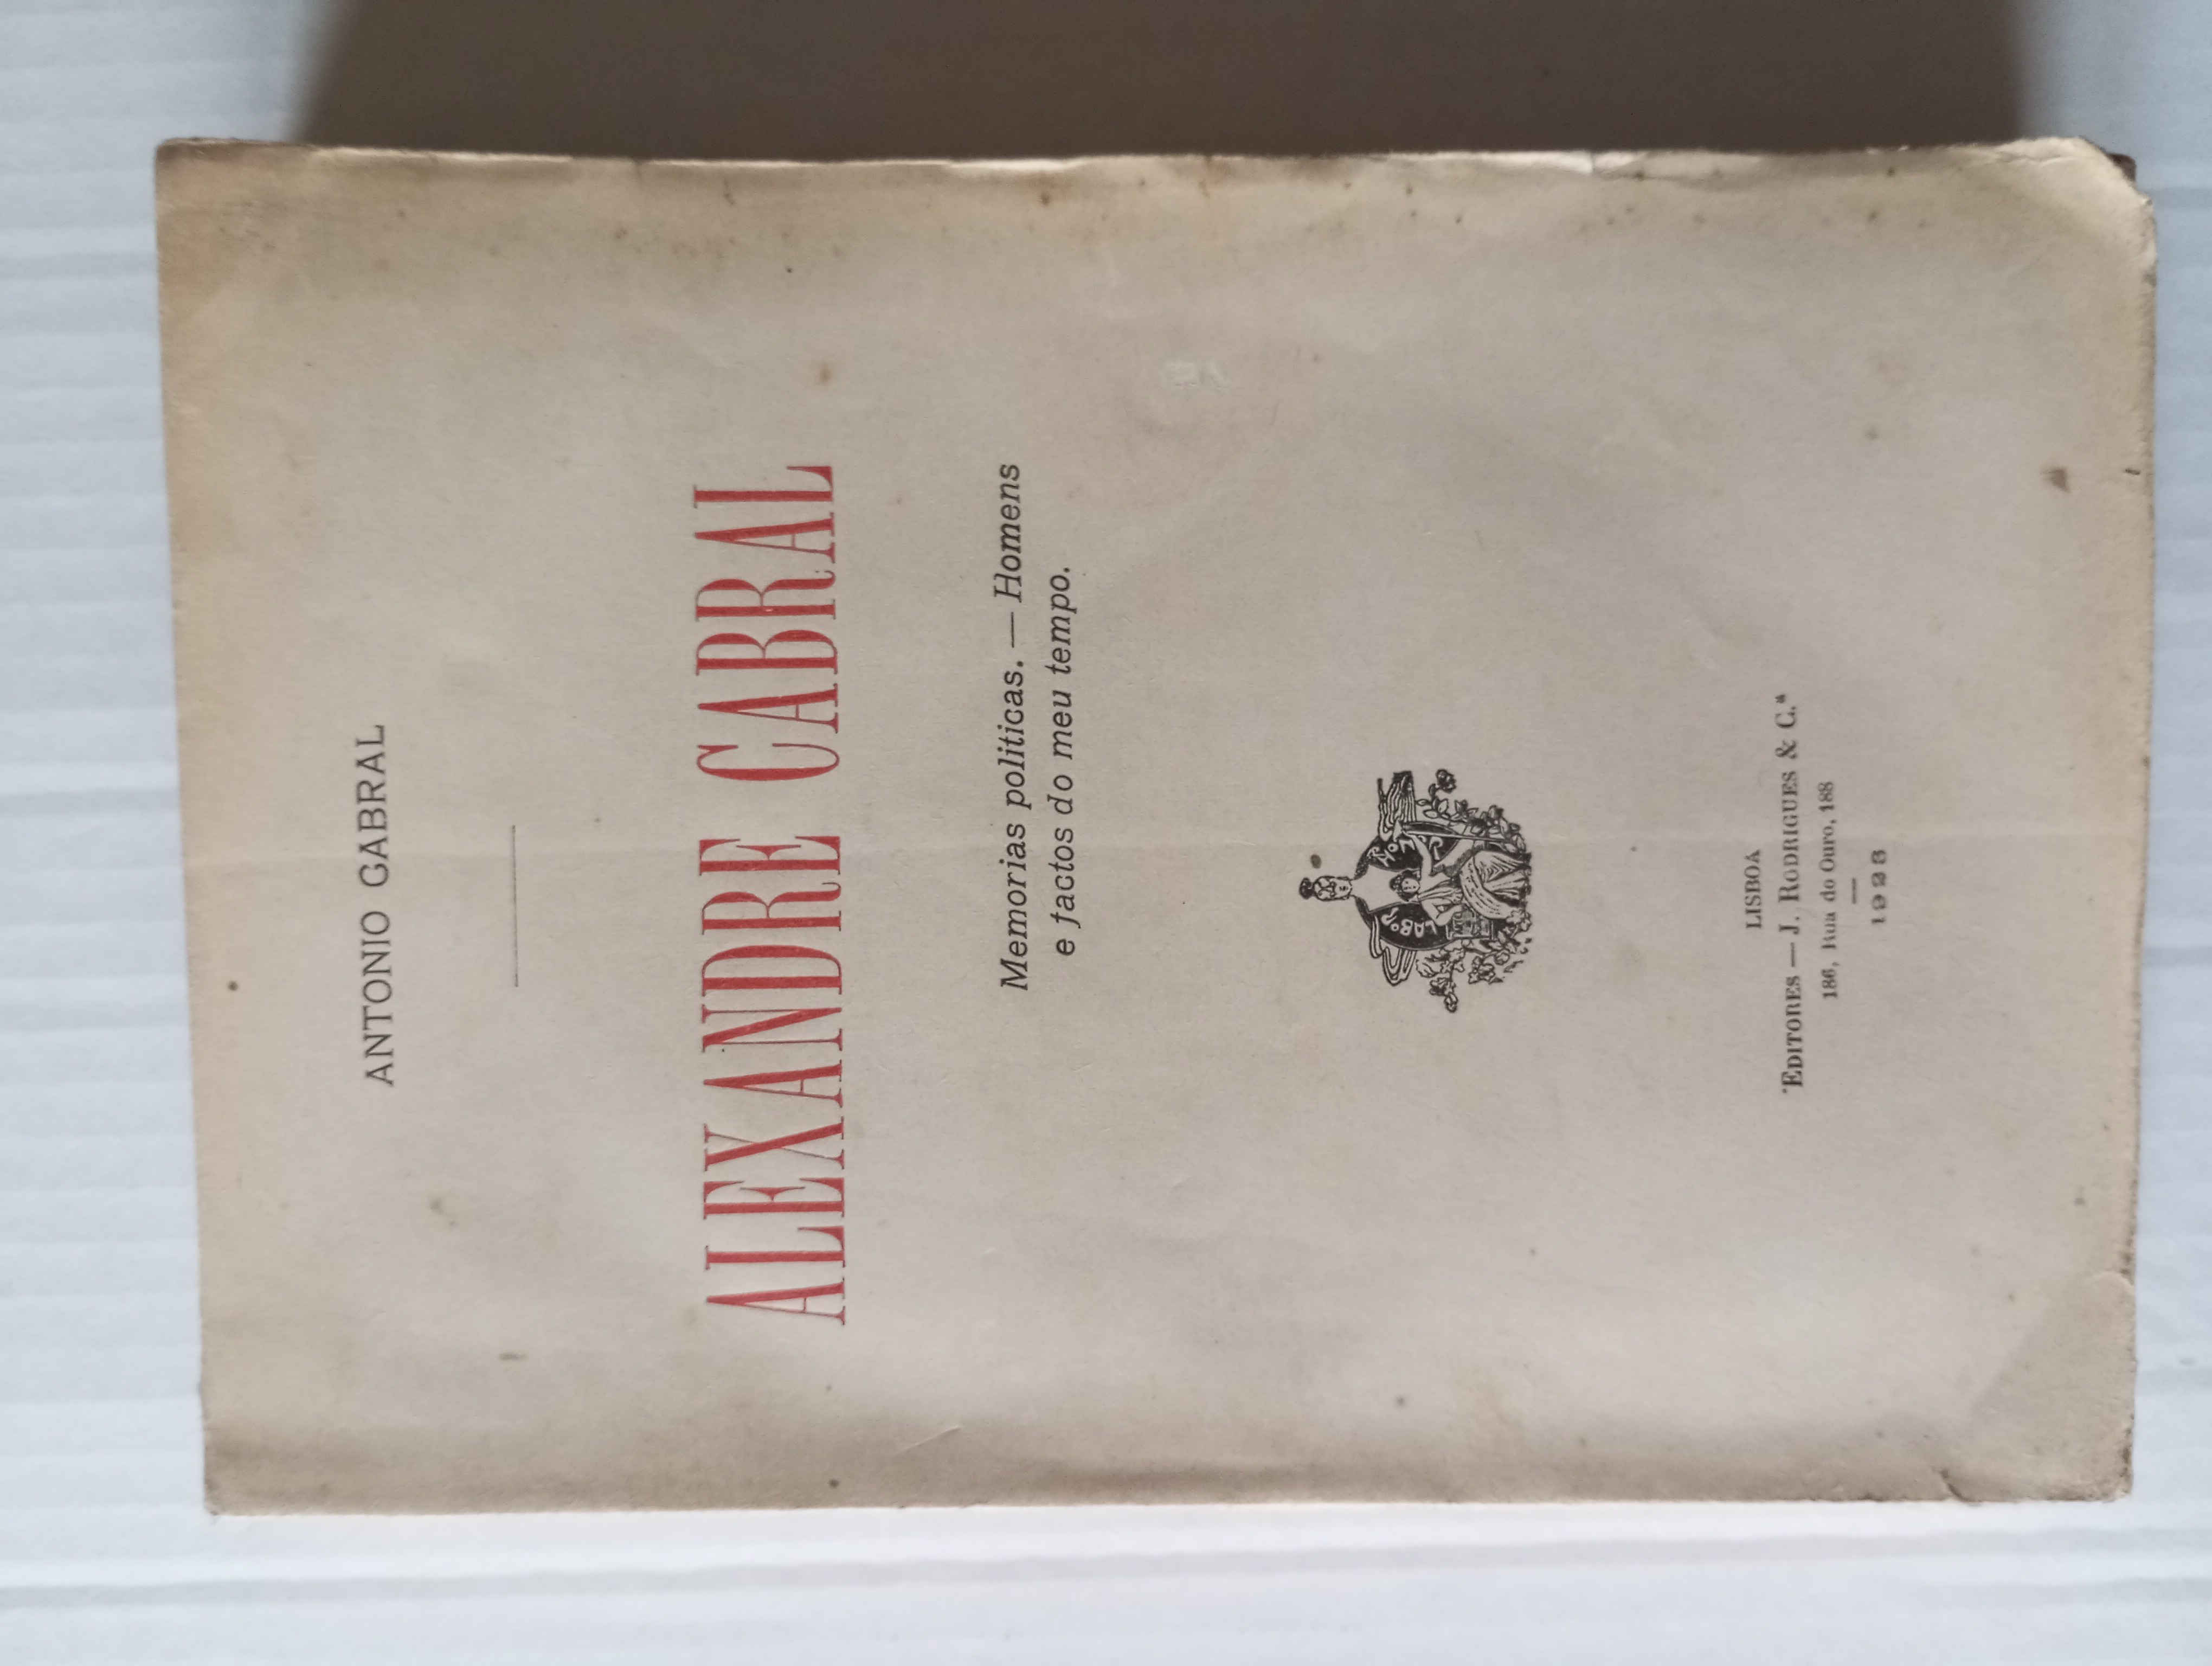 ANTONIO CABRAL
ALEXANDRE CABRAL
Memorias politicas. — Homens
e factos do meu tempo.
LABOR
LISBOA
EDITORES — J. RODRIGUES & C.ª
186, Rua do Ouro, 188